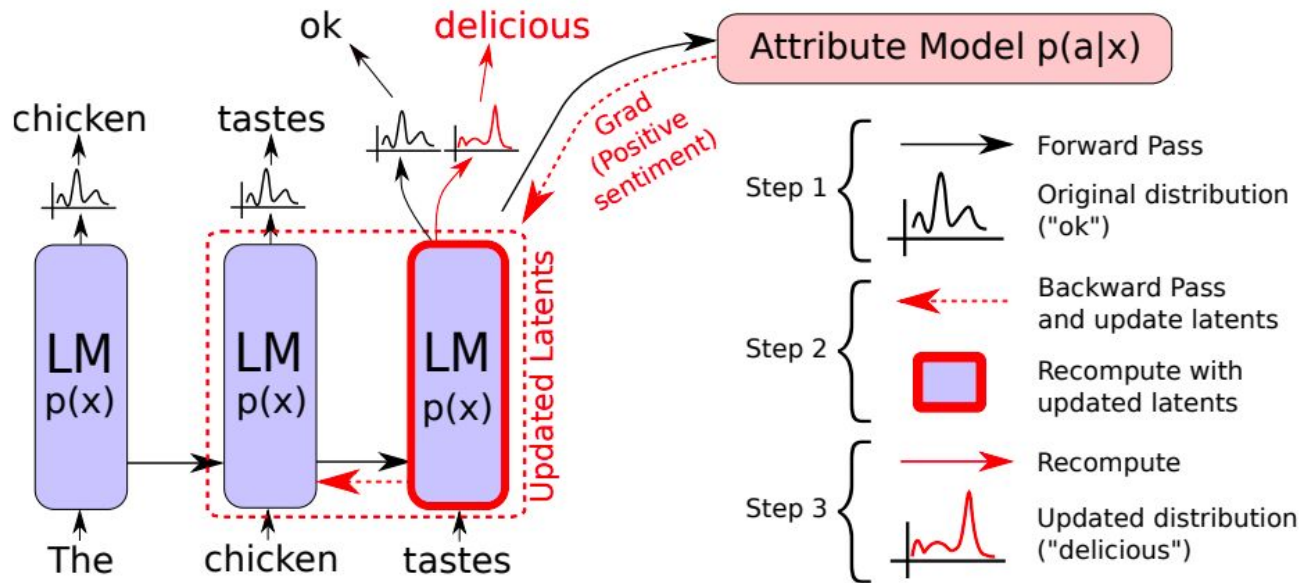 ok
delicious
Attribute Model p(a|x)
chicken
tastes
Grad
(Positive
sentiment)
LM
p(x)
LM
p(x)
LM
p(x)
Updated Latents
The
chicken
tastes
Step 1
Forward Pass
Original distribution
("ok")
Step 2
Backward Pass
and update latents
Recompute with
updated latents
Step 3
Recompute
Updated distribution
("delicious")